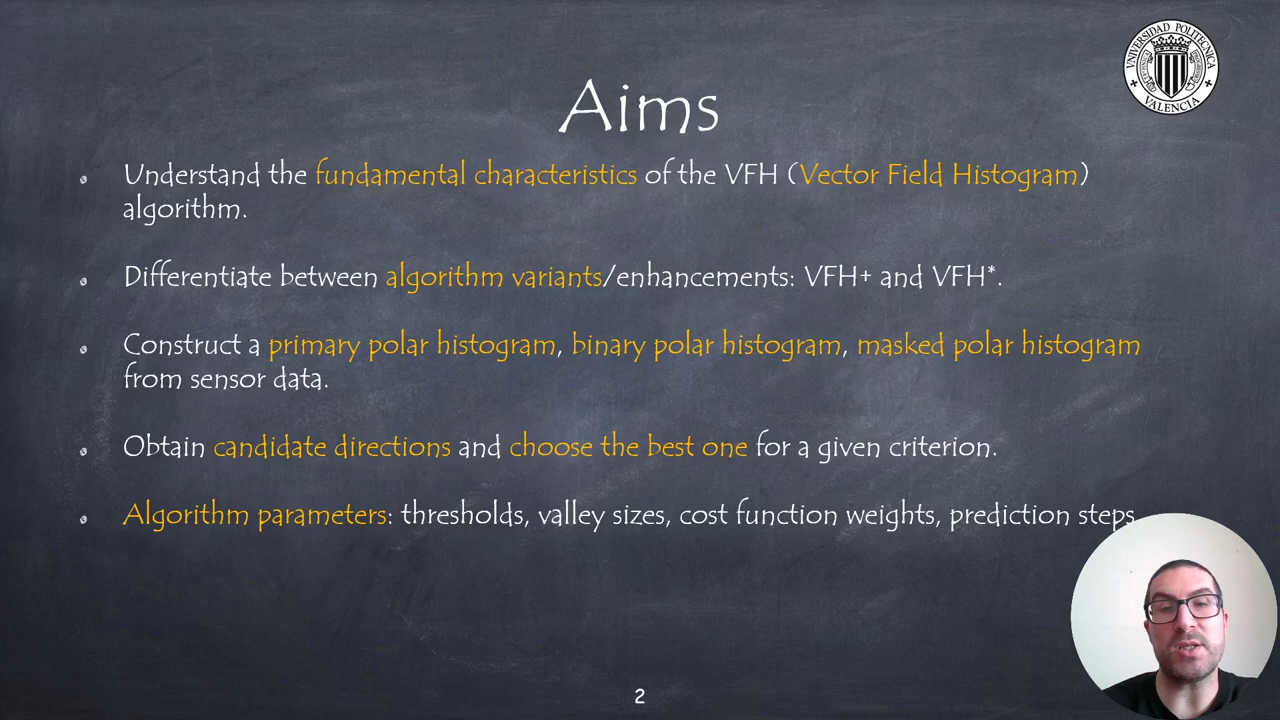 UNIVERSIDAD POLITECNICA
VALENCIA
Aims
Understand the fundamental characteristics of the VFH (Vector Field Histogram)
algorithm.
Differentiate between algorithm variants/enhancements: VFH+ and VFH*.
Construct a primary polar histogram, binary polar histogram, masked polar histogram
from sensor data.
Obtain candidate directions and choose the best one for a given criterion.
Algorithm parameters: thresholds, valley sizes, cost function weights, prediction steps
2